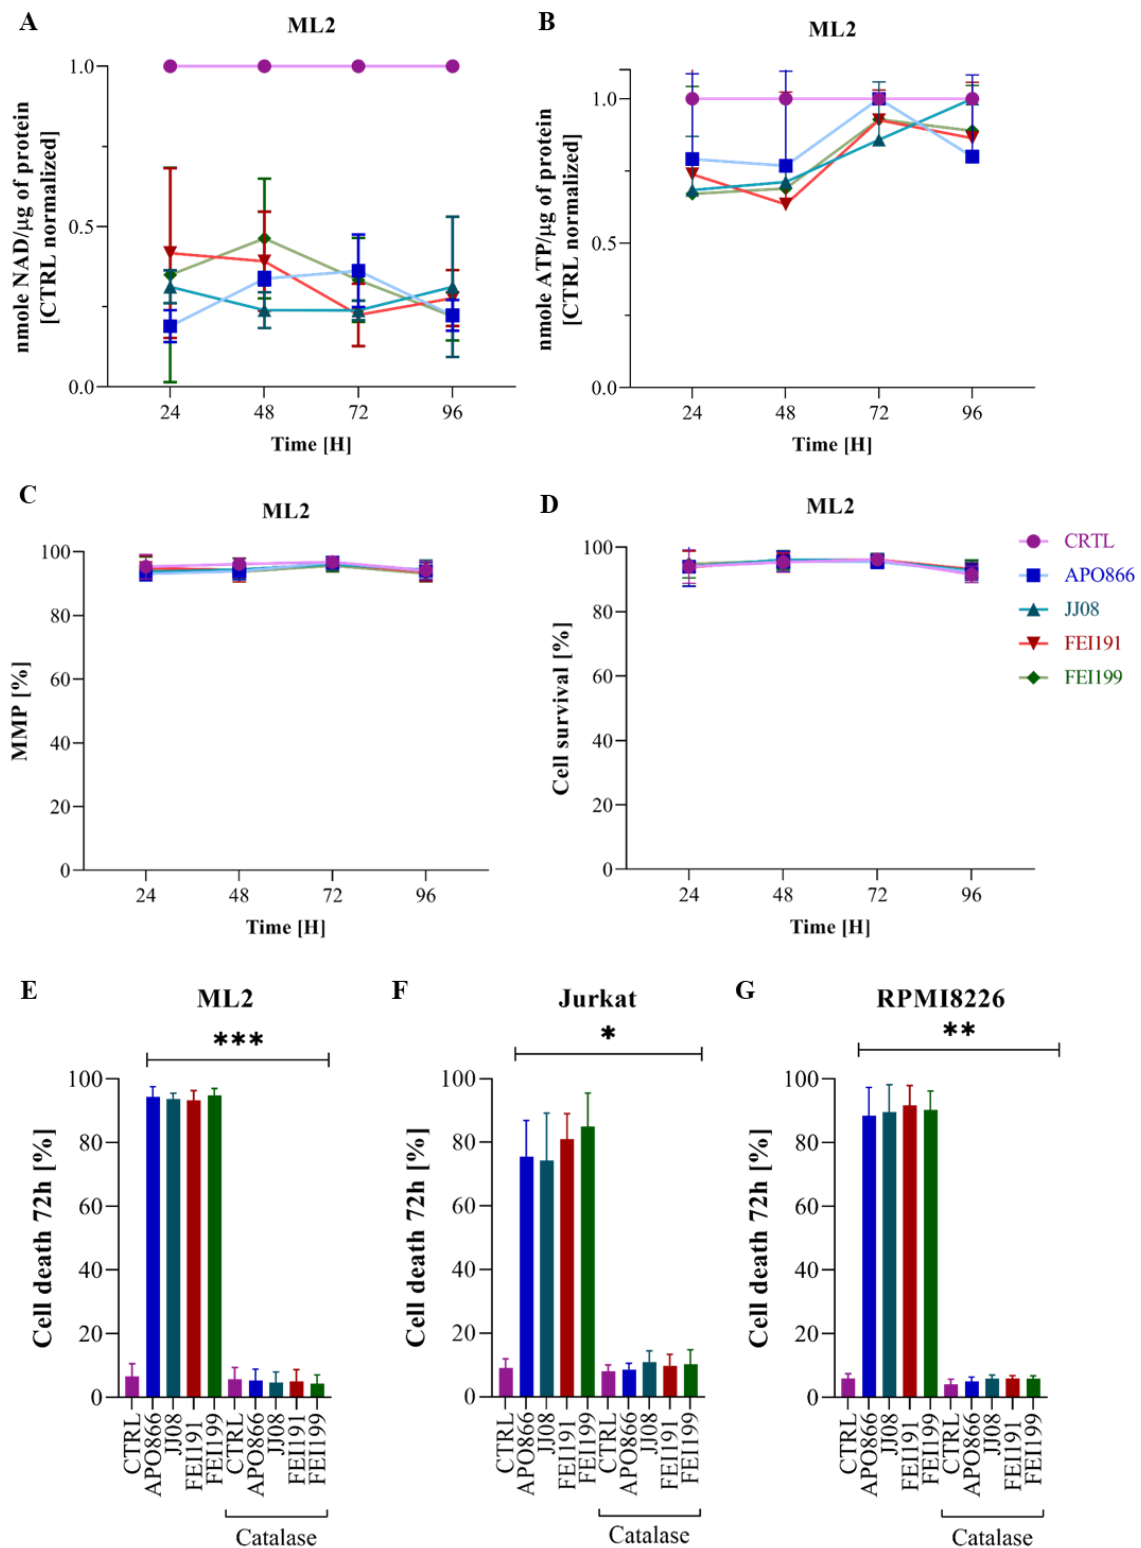 A
ML2
nmole NAD/μg of protein
[CTRL normalized]
1.0
0.5
0.0
24 48 72 96
Time [H]
B
ML2
nmole ATP/μg of protein
[CTRL normalized]
1.0
0.5
0.0
24 48 72 96
Time [H]
C
ML2
MMP [%]
100
80
60
40
20
0
24 48 72 96
Time [H]
D
ML2
Cell survival [%]
100
80
60
40
20
0
24 48 72 96
Time [H]
CRTL
APO866
JJ08
FEI191
FEI199
E
ML2
***
Cell death 72h [%]
100
80
60
40
20
0
CTRL
APO866
JJ08
FEI191
FEI199
CTRL
APO866
JJ08
FEI191
FEI199
Catalase
F
Jurkat
*
Cell death 72h [%]
100
80
60
40
20
0
CTRL
APO866
JJ08
FEI191
FEI199
CTRL
APO866
JJ08
FEI191
FEI199
Catalase
G
RPMI8226
**
Cell death 72h [%]
100
80
60
40
20
0
CTRL
APO866
JJ08
FEI191
FEI199
CTRL
APO866
JJ08
FEI191
FEI199
Catalase